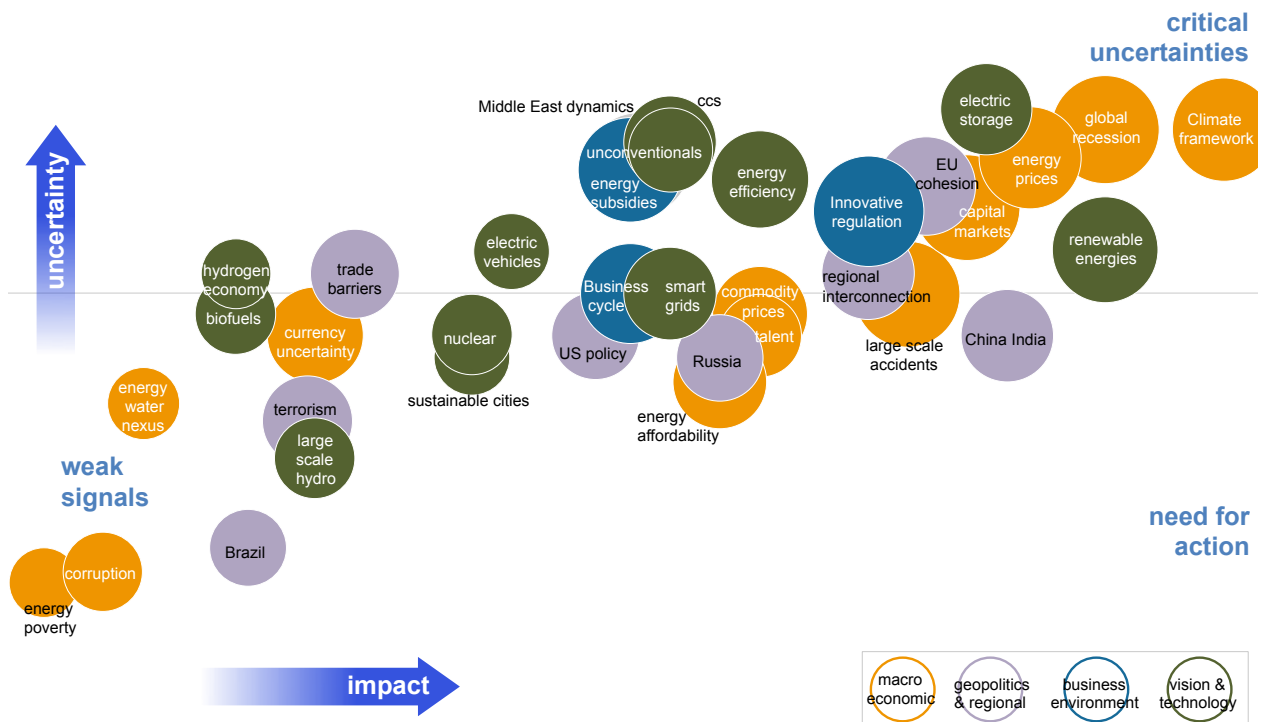 critical
uncertainties
Middle East dynamics
ccs
electric
storage
global
recession
Climate
framework
uncertainty
unconventionals
energy
subsidies
energy
efficiency
EU
cohesion
energy
prices
Innovative
regulation
capital
markets
renewable
energies
hydrogen
economy
trade
barriers
electric
vehicles
biofuels
currency
uncertainty
nuclear
Business
cycle
smart
grids
commodity
prices
talent
regional
interconnection
US policy
Russia
large scale
accidents
China India
energy
water
nexus
terrorism
sustainable cities
energy
affordability
large
scale
hydro
weak
signals
need for
action
Brazil
corruption
energy
poverty
impact
macro
economic
geopolitics
& regional
business
environment
vision &
technology